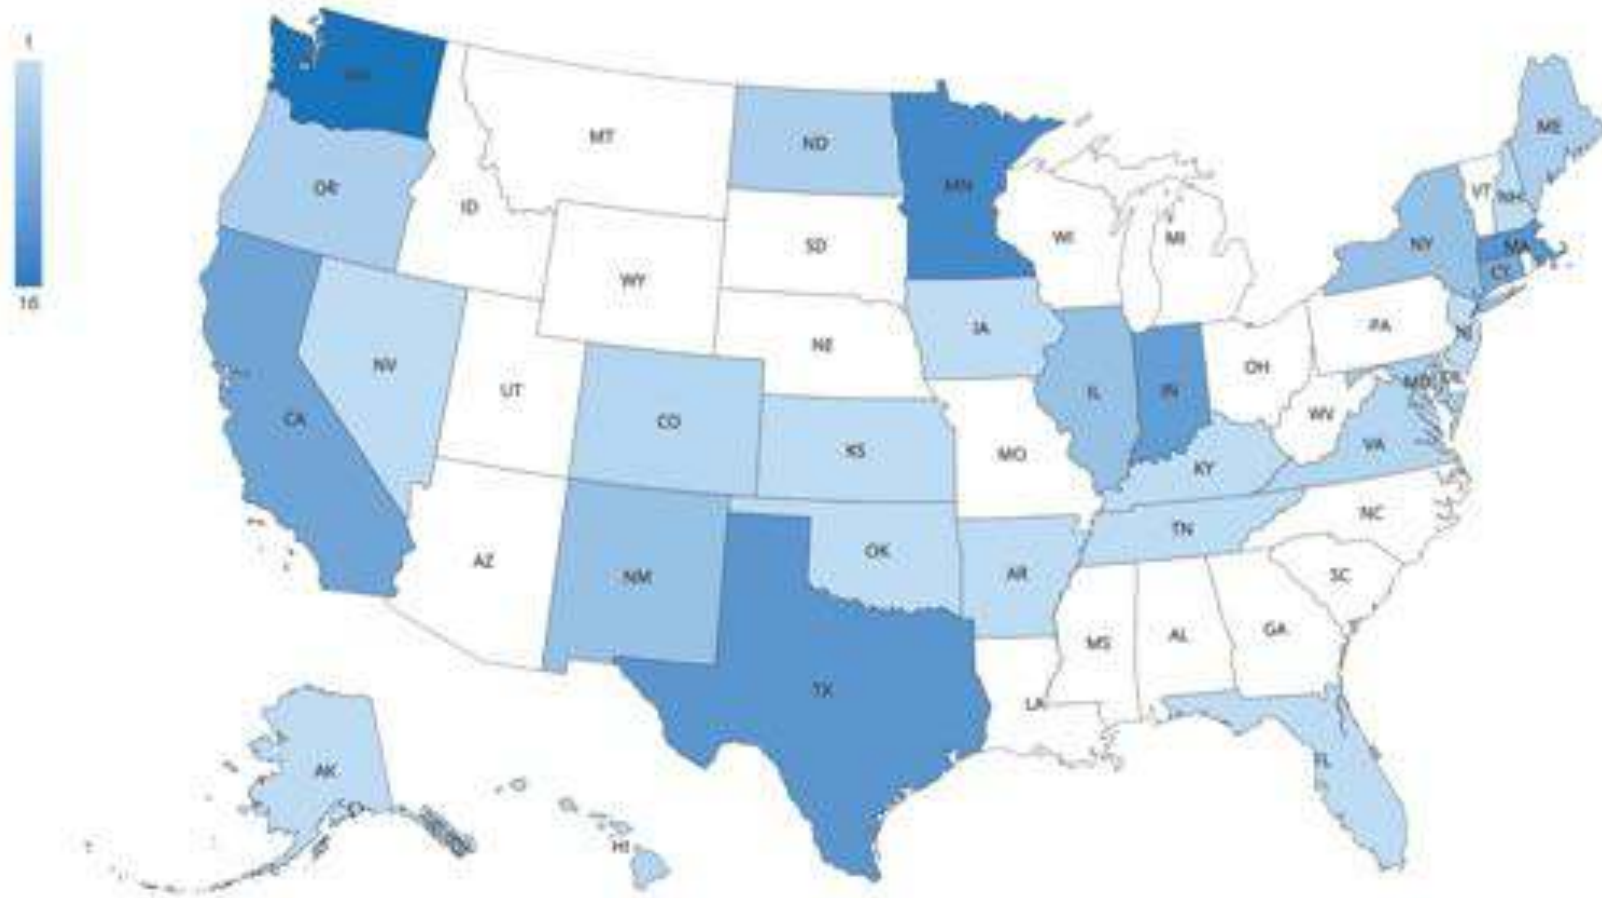 1
16
MT
ND
MN
ME
OR
ID
SD
WI
MI
VT
NH
NY
MA
CT
WY
IA
PA
NJ
NV
NE
UT
CO
IL
IN
OH
MD
DE
CA
KS
MO
WV
VA
KY
AZ
NM
OK
AR
TN
NC
SC
MS
AL
GA
TX
LA
AK
FL
HI